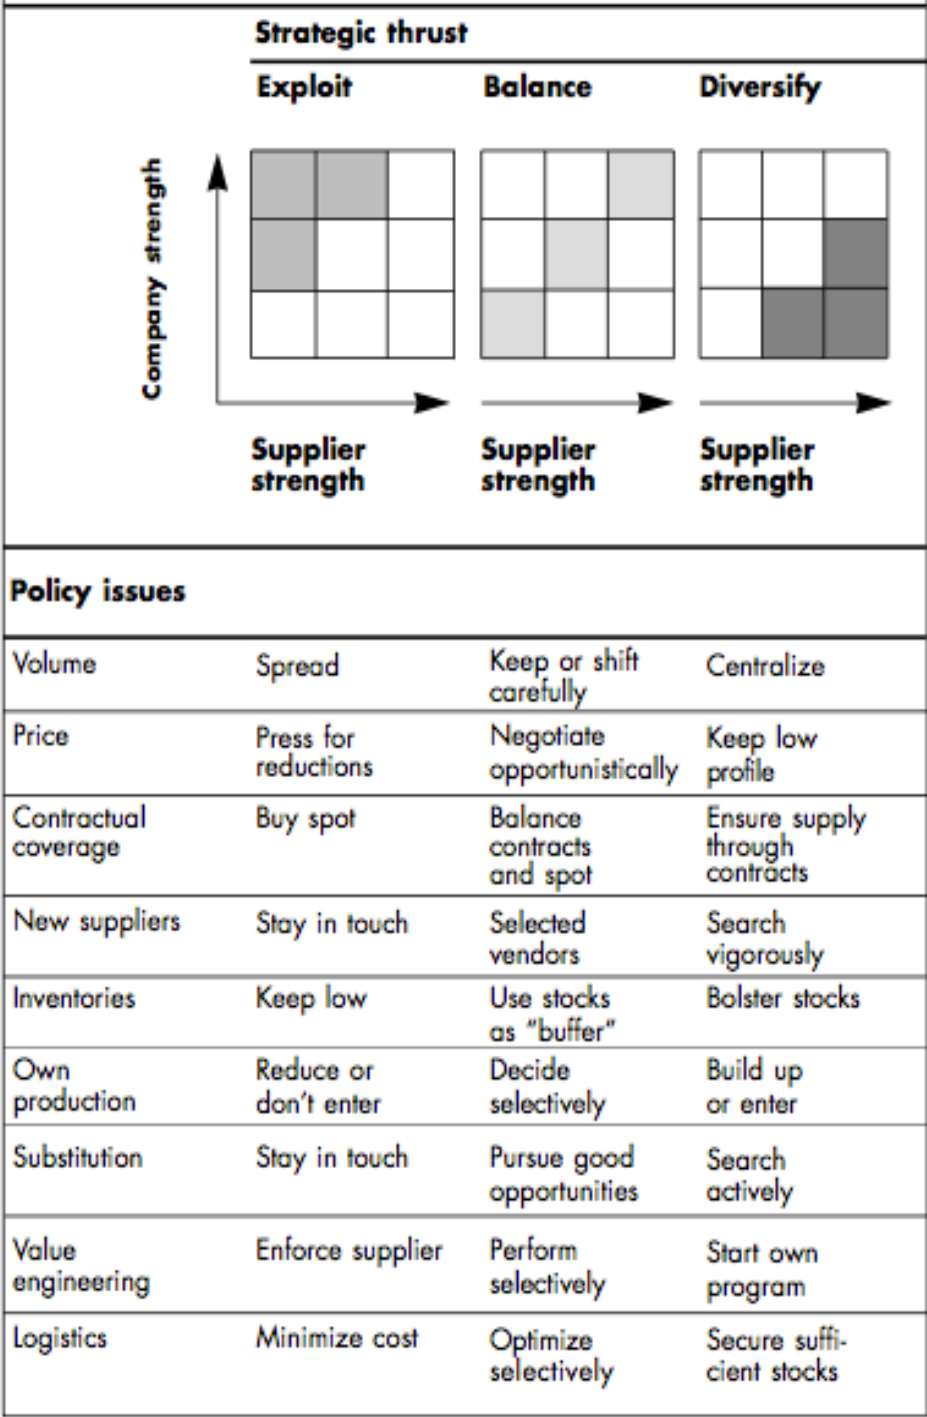 Strategic thrust
Exploit Balance Diversify
Company strength
Supplier
strength
Supplier
strength
Supplier
strength
Policy issues
Volume
Spread
Keep or shift
carefully
Centralize
Price
Press for
reductions
Negotiate
opportunistically
Keep low
profile
Contractual
coverage
Buy spot
Balance
contracts
and spot
Ensure supply
through
contracts
New suppliers
Stay in touch
Selected
vendors
Search
vigorously
Inventories
Keep low
Use stocks
as "buffer"
Bolster stocks
Own
production
Reduce or
don't enter
Decide
selectively
Build up
or enter
Substitution
Stay in touch
Pursue good
opportunities
Search
actively
Value
engineering
Enforce supplier
Perform
selectively
Start own
program
Logistics
Minimize cost
Optimize
selectively
Secure suffi-
cient stocks